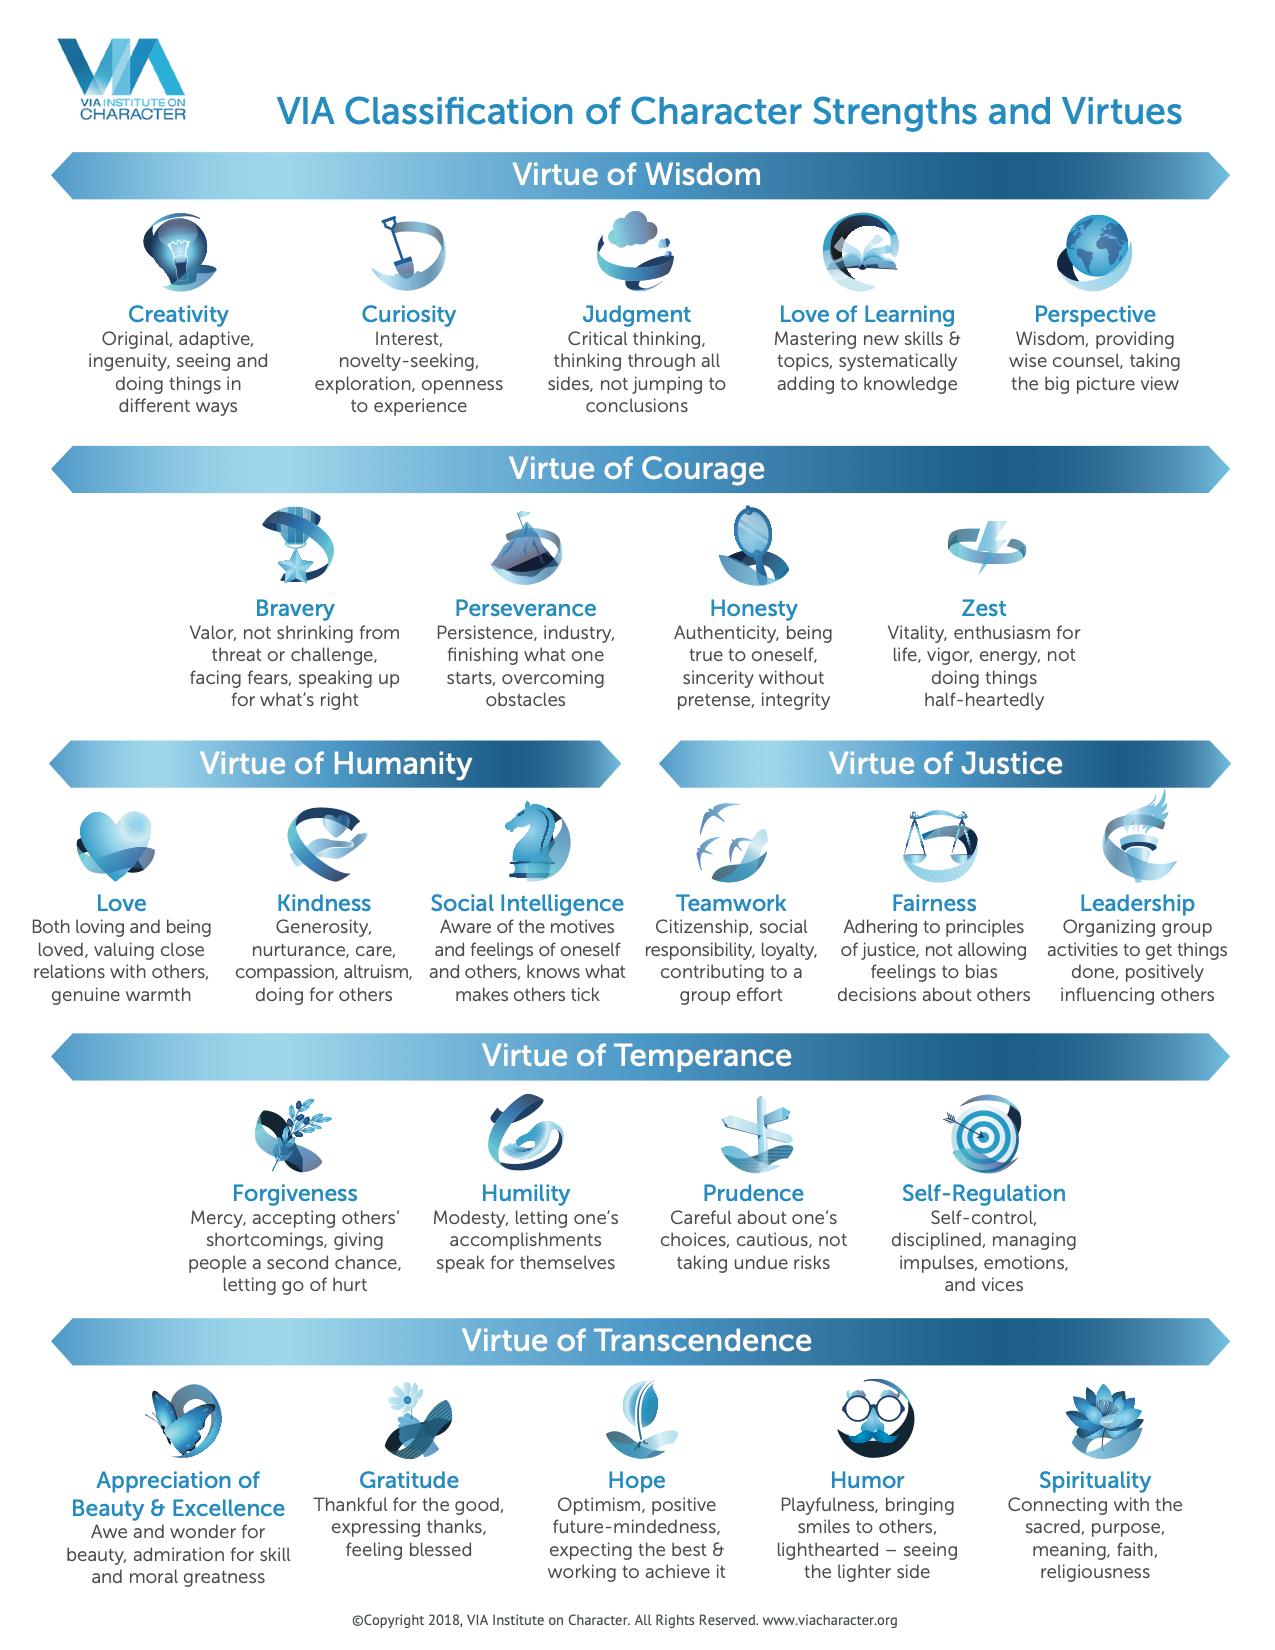 VIA INSTITUTE ON
CHARACTER
VIA Classification of Character Strengths and Virtues
Virtue of Wisdom
Creativity
Original, adaptive,
ingenuity, seeing and
doing things in
different ways
Curiosity
Interest,
novelty-seeking,
exploration, openness
to experience
Judgment
Critical thinking,
thinking through all
sides, not jumping to
conclusions
Love of Learning
Mastering new skills &
topics, systematically
adding to knowledge
Perspective
Wisdom, providing
wise counsel, taking
the big picture view
Virtue of Courage
Bravery
Valor, not shrinking from
threat or challenge,
facing fears, speaking up
for what's right
Perseverance
Persistence, industry,
finishing what one
starts, overcoming
obstacles
Honesty
Authenticity, being
true to oneself,
sincerity without
pretense, integrity
Zest
Vitality, enthusiasm for
life, vigor, energy, not
doing things
half-heartedly
Virtue of Humanity
Love
Both loving and being
loved, valuing close
relations with others,
genuine warmth
Kindness
Generosity,
nurturance, care,
compassion, altruism,
doing for others
Social Intelligence
Aware of the motives
and feelings of oneself
and others, knows what
makes others tick
Virtue of Justice
Teamwork
Citizenship, social
responsibility, loyalty,
contributing to a
group effort
Fairness
Adhering to principles
of justice, not allowing
feelings to bias
decisions about others
Leadership
Organizing group
activities to get things
done, positively
influencing others
Virtue of Temperance
Forgiveness
Mercy, accepting others'
shortcomings, giving
people a second chance,
letting go of hurt
Humility
Modesty, letting one's
accomplishments
speak for themselves
Prudence
Careful about one's
choices, cautious, not
taking undue risks
Self-Regulation
Self-control,
disciplined, managing
impulses, emotions,
and vices
Virtue of Transcendence
Appreciation of
Beauty & Excellence
Awe and wonder for
beauty, admiration for skill
and moral greatness
Gratitude
Thankful for the good,
expressing thanks,
feeling blessed
Hope
Optimism, positive
future-mindedness,
expecting the best &
working to achieve it
Humor
Playfulness, bringing
smiles to others,
lighthearted – seeing
the lighter side
Spirituality
Connecting with the
sacred, purpose,
meaning, faith,
religiousness
©Copyright 2018, VIA Institute on Character. All Rights Reserved. www.viacharacter.org